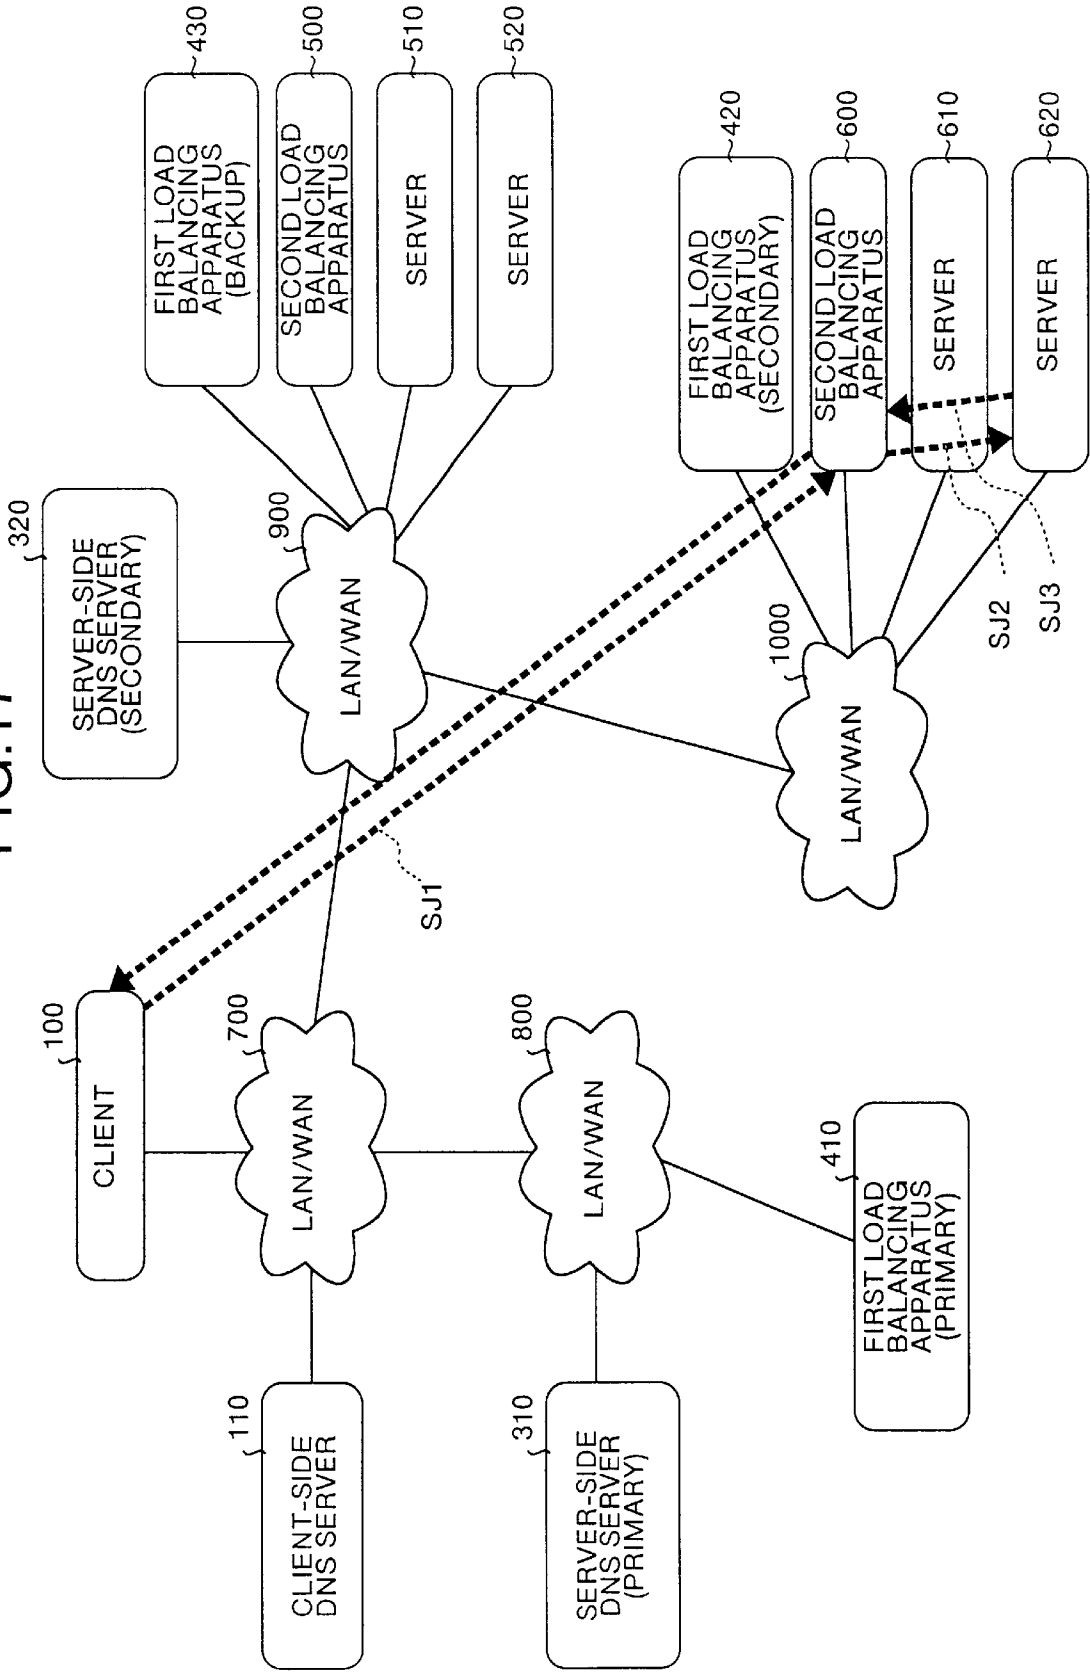 100
CLIENT
320
SERVER-SIDE
DNS SERVER
(SECONDARY)
110
CLIENT-SIDE
DNS SERVER
700
LAN/WAN
900
LAN/WAN
FIRST LOAD
BALANCING
APPARATUS
(BACKUP)
430
SECOND LOAD
BALANCING
APPARATUS
500
SERVER
510
SERVER
520
SJ1
310
SERVER-SIDE
DNS SERVER
(PRIMARY)
800
LAN/WAN
410
FIRST LOAD
BALANCING
APPARATUS
(PRIMARY)
1000
LAN/WAN
FIRST LOAD
BALANCING
APPARATUS
(SECONDARY)
420
SECOND LOAD
BALANCING
APPARATUS
600
SERVER
610
SERVER
620
SJ2
SJ3